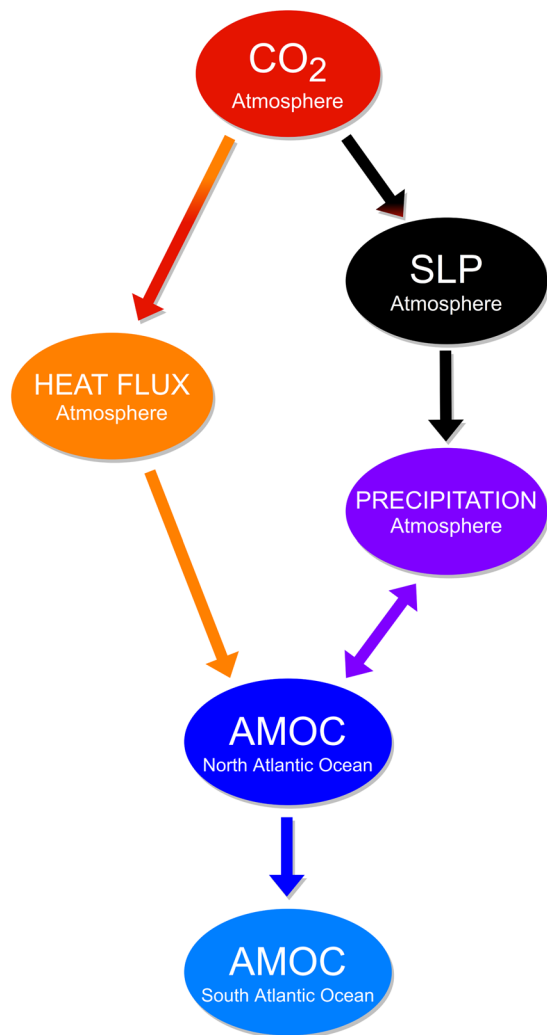 CO₂
Atmosphere
SLP
Atmosphere
HEAT FLUX
Atmosphere
PRECIPITATION
Atmosphere
AMOC
North Atlantic Ocean
AMOC
South Atlantic Ocean